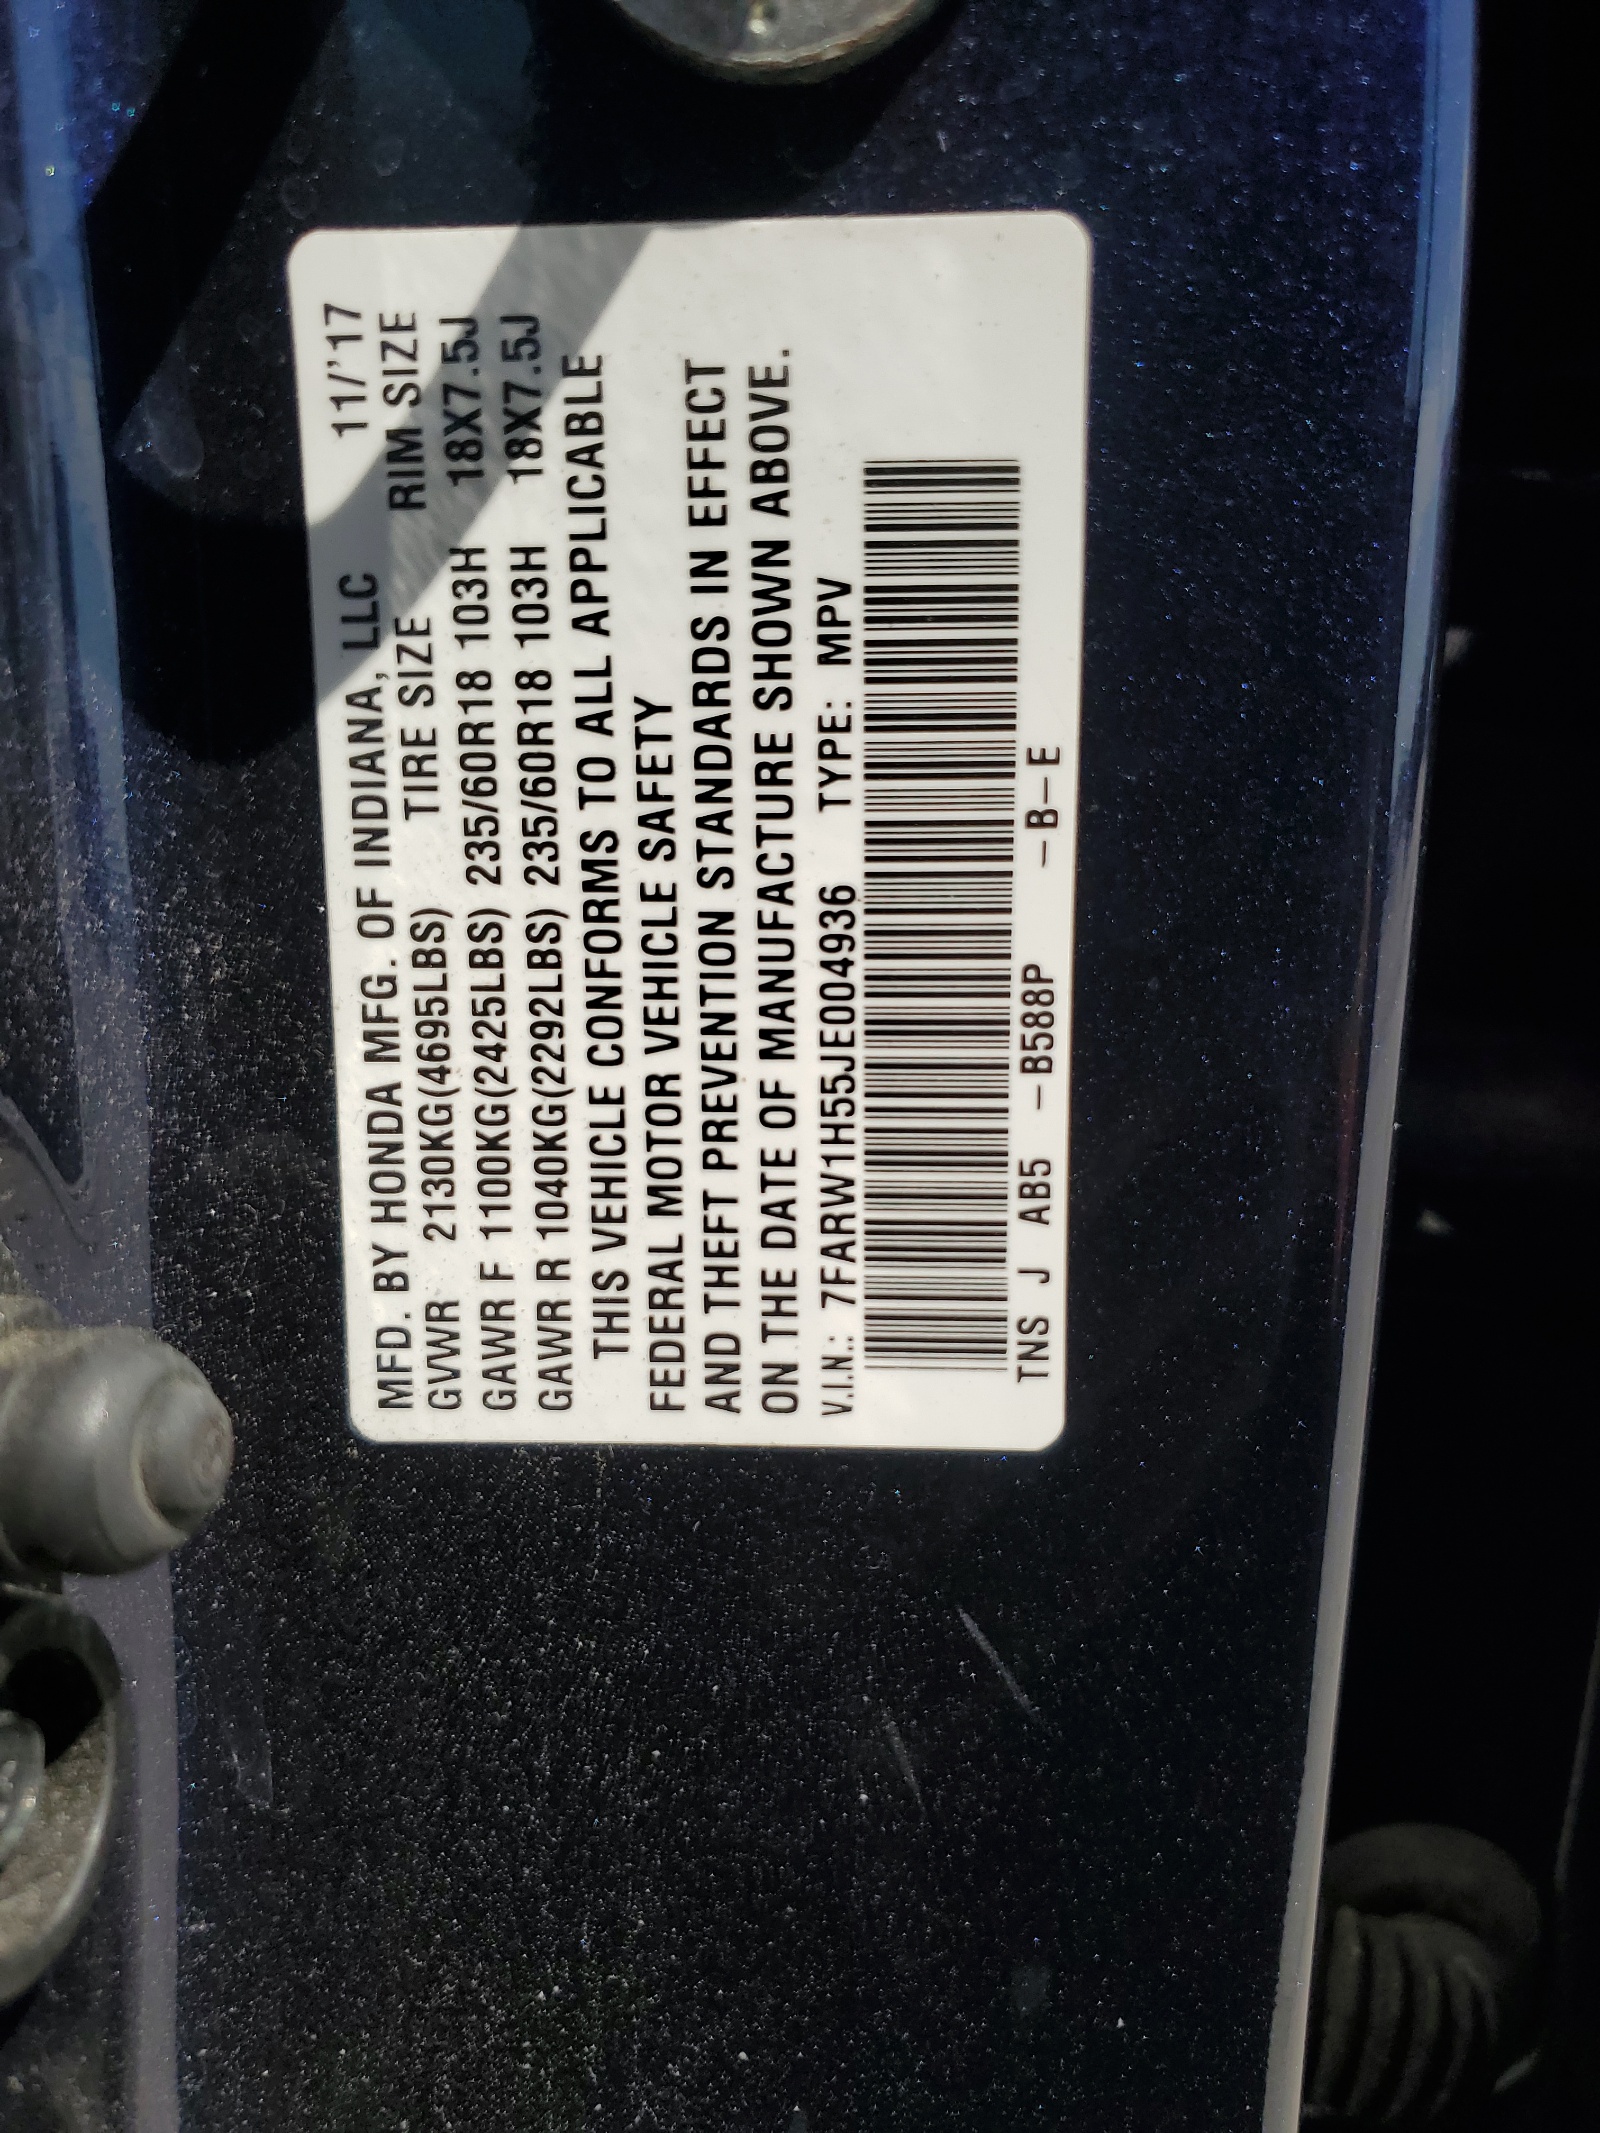 MFD. BY HONDA MFG. OF INDIANA, LLC 11/'17
GVWR 2130KG(4695LBS) TIRE SIZE RIM SIZE
GAWR F 1100KG(2425LBS) 235/60R18 103H 18X7.5J
GAWR R 1040KG(2292LBS) 235/60R18 103H 18X7.5J
THIS VEHICLE CONFORMS TO ALL APPLICABLE
FEDERAL MOTOR VEHICLE SAFETY
AND THEFT PREVENTION STANDARDS IN EFFECT
ON THE DATE OF MANUFACTURE SHOWN ABOVE.
V.I.N.: 7FARW1H55JE004936 TYPE: MPV
TNS J AB5 -B588P -B-E